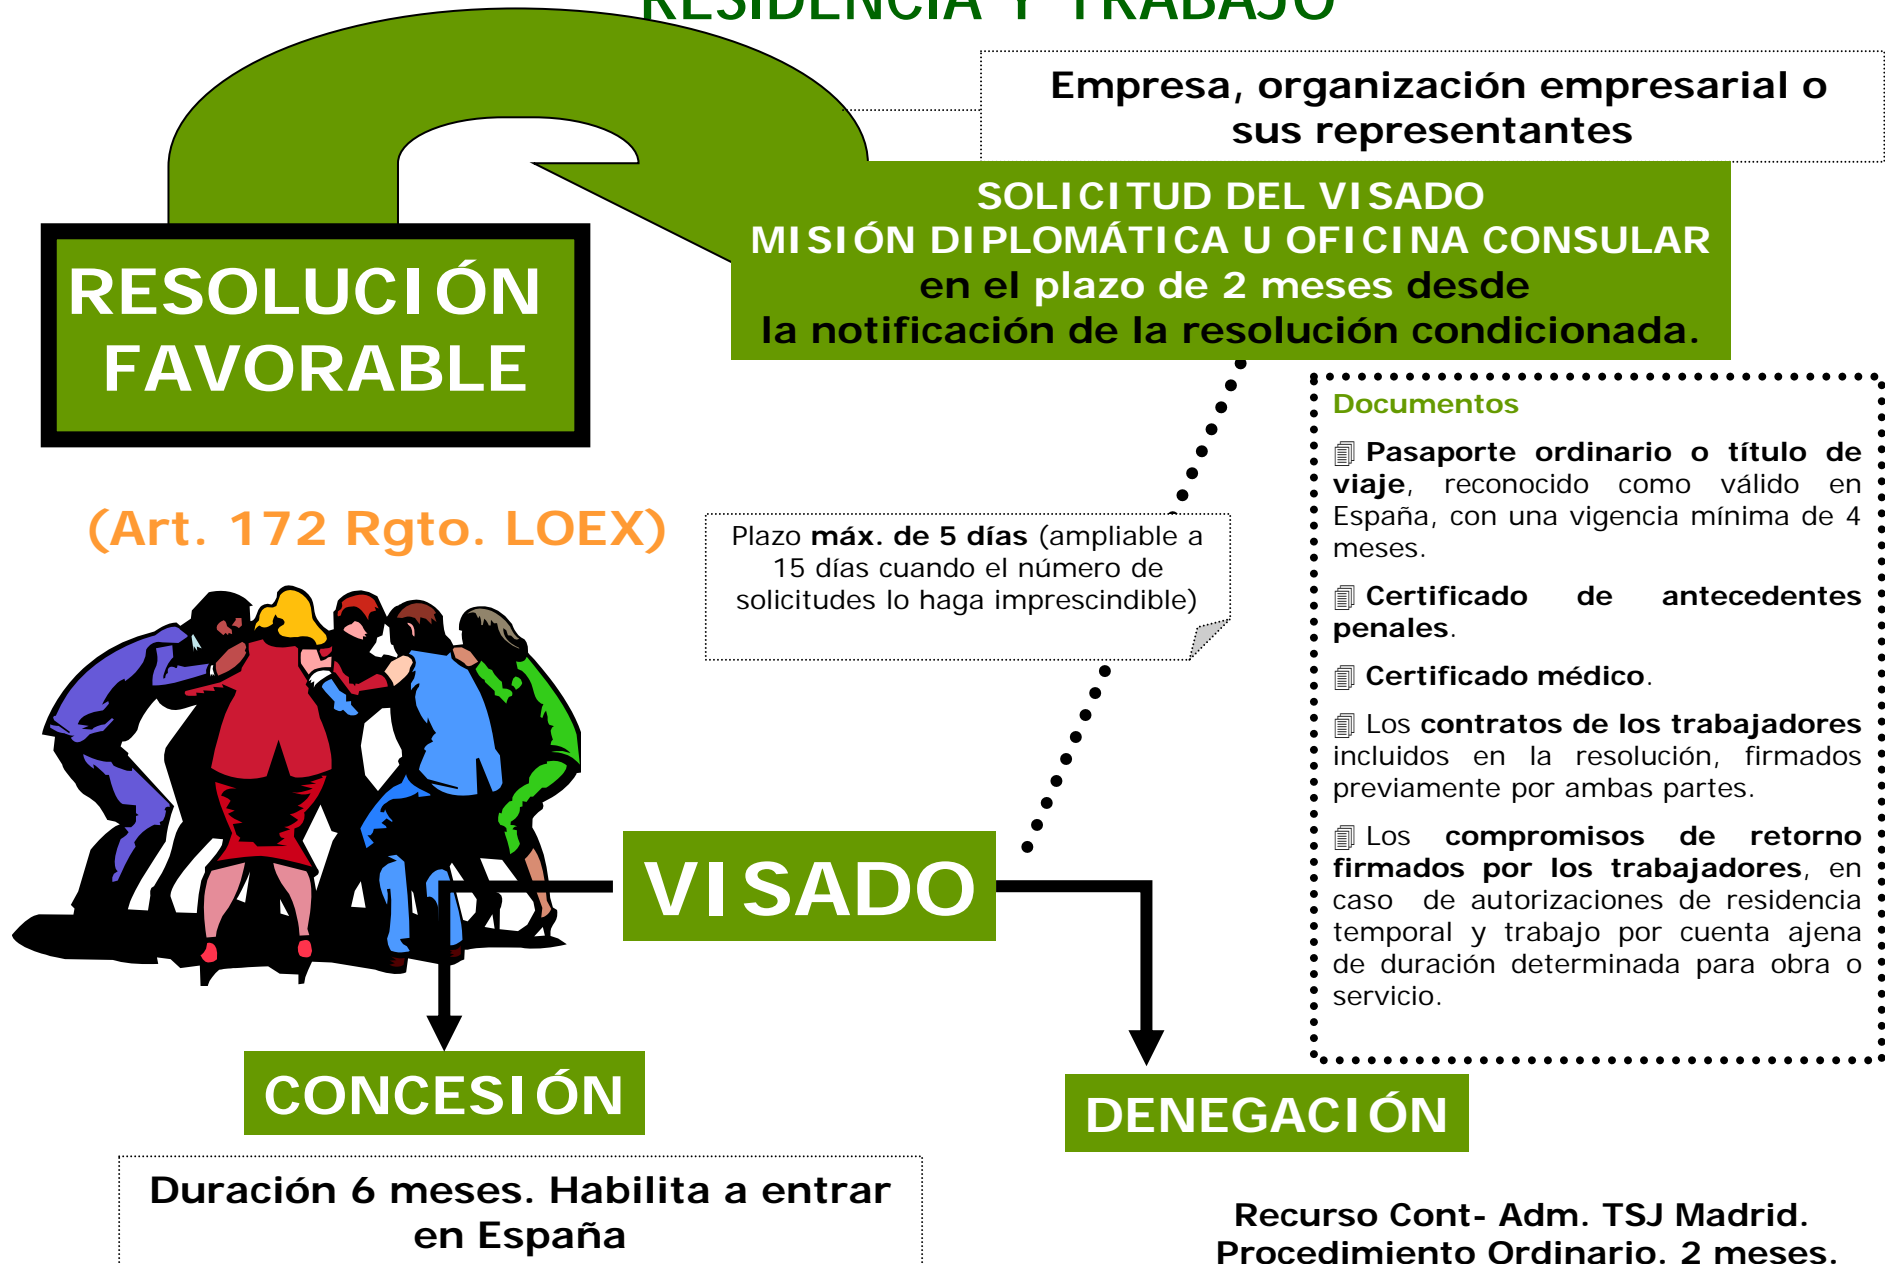 RESIDENCIA Y TRABAJO
Empresa, organización empresarial o
sus representantes
SOLICITUD DEL VISADO
MISIÓN DIPLOMÁTICA U OFICINA CONSULAR
en el plazo de 2 meses desde
la notificación de la resolución condicionada.
RESOLUCIÓN
FAVORABLE
(Art. 172 Rgto. LOEX)
Plazo máx. de 5 días (ampliable a
15 días cuando el número de
solicitudes lo haga imprescindible)
Documentos
Pasaporte ordinario o título de
viaje, reconocido como válido en
España, con una vigencia mínima de 4
meses.
Certificado de antecedentes
penales.
Certificado médico.
Los contratos de los trabajadores
incluidos en la resolución, firmados
previamente por ambas partes.
Los compromisos de retorno
firmados por los trabajadores, en
caso de autorizaciones de residencia
temporal y trabajo por cuenta ajena
de duración determinada para obra o
servicio.
VISADO
CONCESIÓN
DENEGACIÓN
Duración 6 meses. Habilita a entrar
en España
Recurso Cont- Adm. TSJ Madrid.
Procedimiento Ordinario. 2 meses.